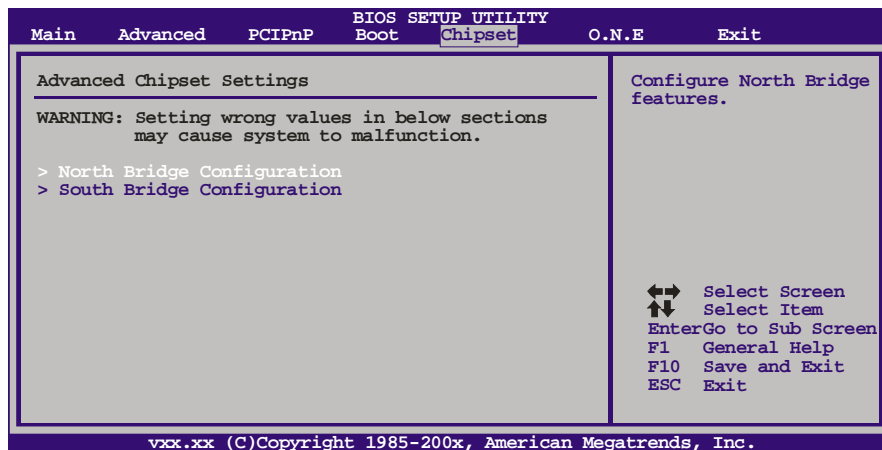 BIOS SETUP UTILITY
Main Advanced PCIPnP Boot Chipset O.N.E Exit
Advanced Chipset Settings
WARNING: Setting wrong values in below sections
may cause system to malfunction.
> North Bridge Configuration
> South Bridge Configuration
Configure North Bridge
features.
Select Screen
Select Item
EnterGo to Sub Screen
F1 General Help
F10 Save and Exit
ESC Exit
vxx.xx (C)Copyright 1985-200x, American Megatrends, Inc.